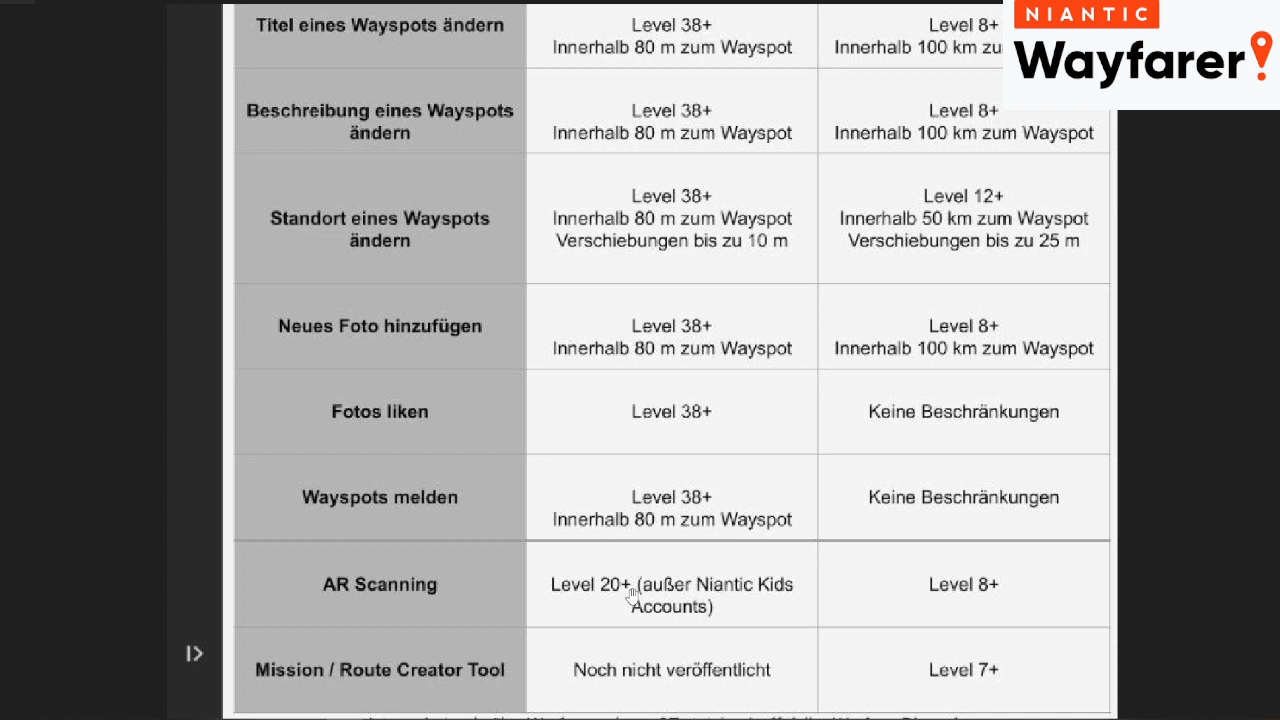 NIANTIC
Wayfarer
Titel eines Wayspots ändern
Level 38+
Innerhalb 80 m zum Wayspot
Level 8+
Innerhalb 100 km
Beschreibung eines Wayspots
ändern
Level 38+
Innerhalb 80 m zum Wayspot
Level 8+
Innerhalb 100 km zum Wayspot
Standort eines Wayspots
ändern
Level 38+
Innerhalb 80 m zum Wayspot
Verschiebungen bis zu 10 m
Level 12+
Innerhalb 50 km zum Wayspot
Verschiebungen bis zu 25 m
Neues Foto hinzufügen
Level 38+
Innerhalb 80 m zum Wayspot
Level 8+
Innerhalb 100 km zum Wayspot
Fotos liken
Level 38+
Keine Beschränkungen
Wayspots melden
Level 38+
Innerhalb 80 m zum Wayspot
Keine Beschränkungen
AR Scanning
Level 20+ (außer Niantic Kids
Accounts)
Level 8+
Mission / Route Creator Tool
Noch nicht veröffentlicht
Level 7+